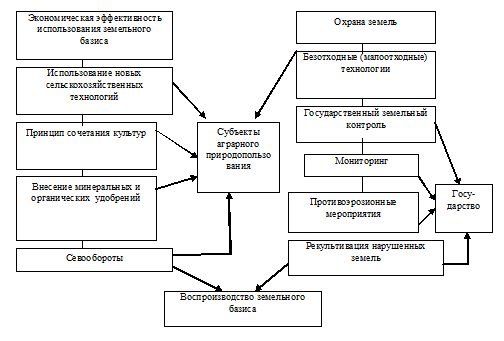 Экономическая эффективность
использования земельного
базиса
Использование новых
сельскохозяйственных
технологий
Принцип сочетания культур
Внесение минеральных и
органических удобрений
Севообороты
Субъекты
аграрного
природопользо
вания
Охрана земель
Безотходные (малоотходные)
технологии
Государственный земельный
контроль
Мониторинг
Противоэрозионные
мероприятия
Рекультивация нарушенных
земель
Госу-
дарство
Воспроизводство земельного
базиса